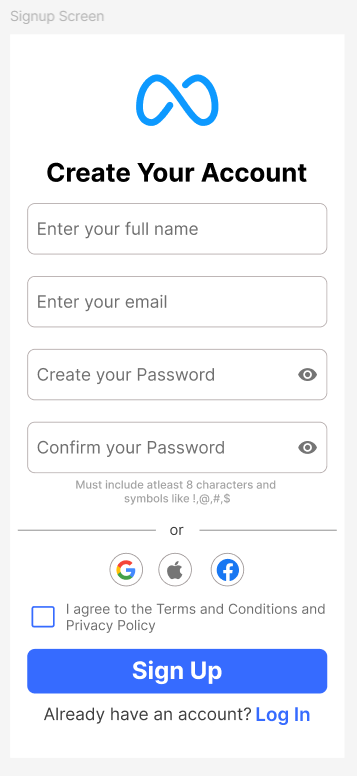 Signup Screen
Create Your Account
Enter your full name
Enter your email
Create your Password
Confirm your Password
Must include atleast 8 characters and
symbols like !,@,#,$
or
I agree to the Terms and Conditions and
Privacy Policy
Sign Up
Already have an account? Log In